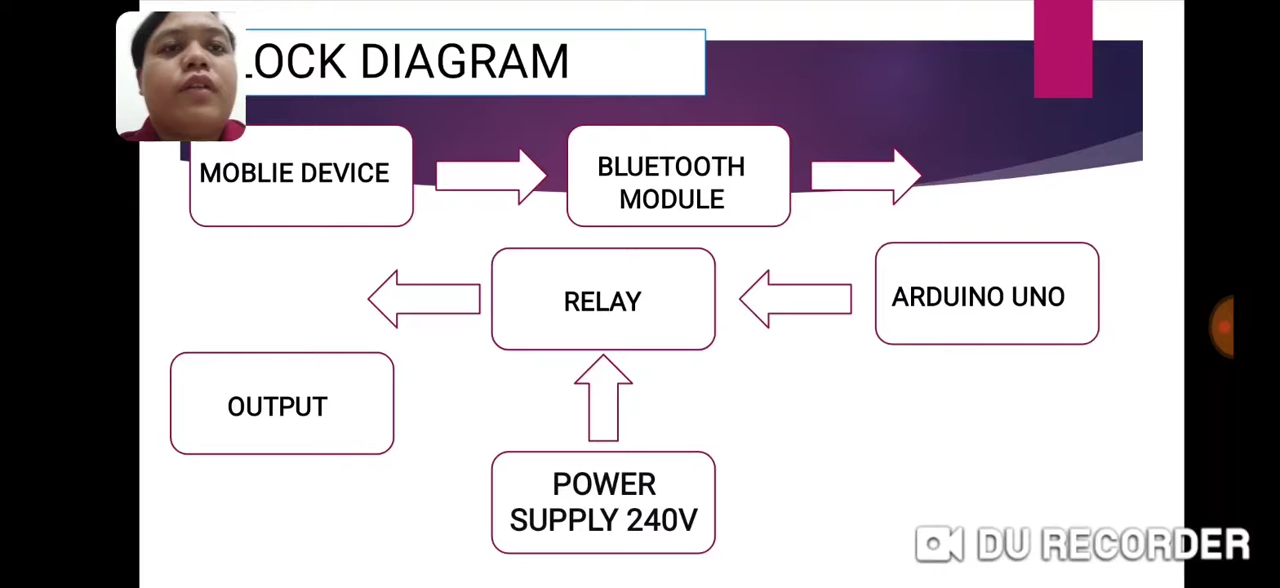 LOCK DIAGRAM
MOBLIE DEVICE
BLUETOOTH
MODULE
RELAY
ARDUINO UNO
OUTPUT
POWER
SUPPLY 240V
DU RECORDER